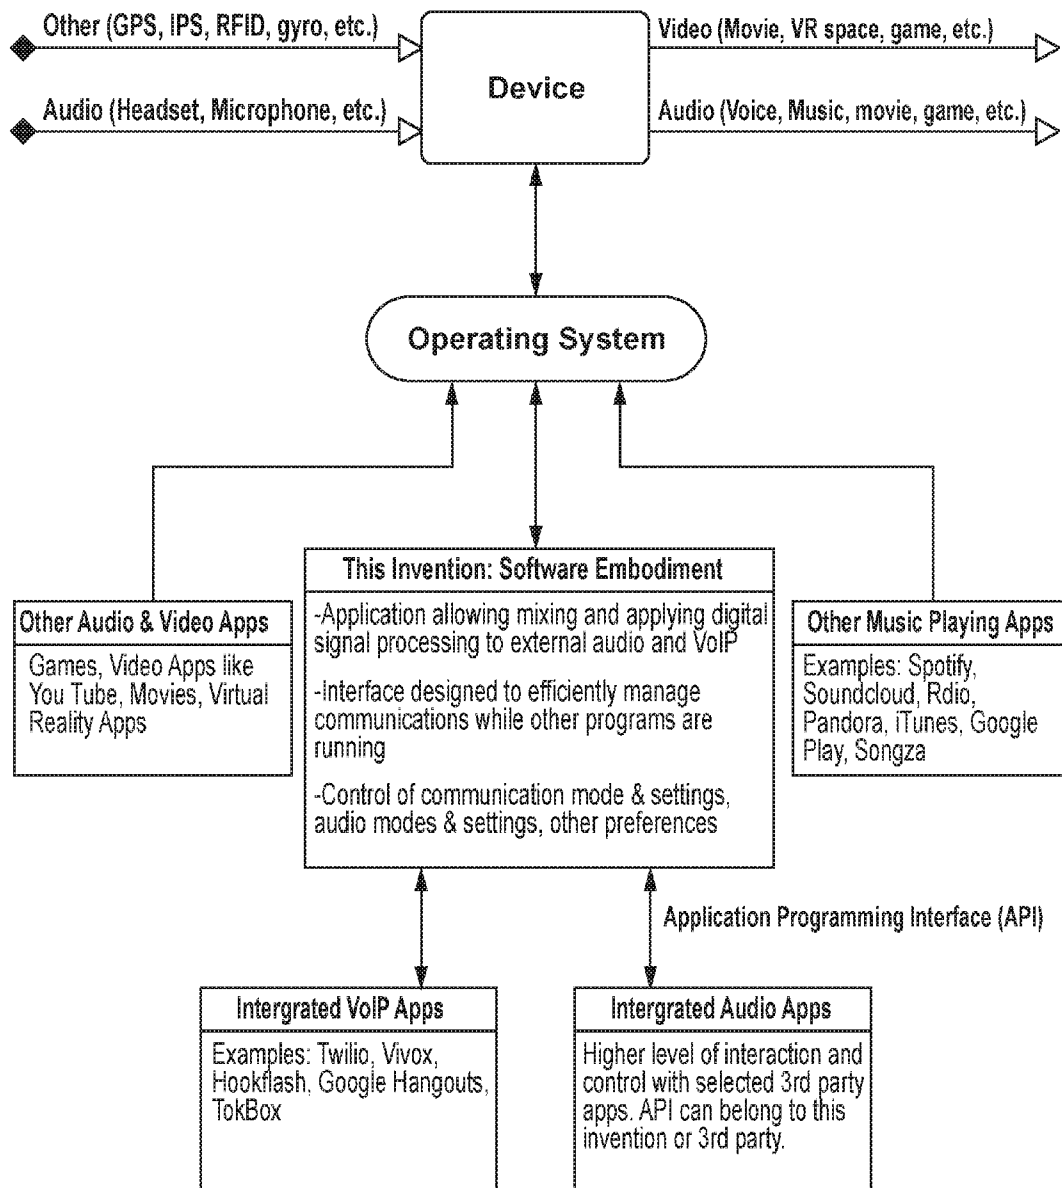 Other (GPS, IPS, RFID, gyro, etc.)
Audio (Headset, Microphone, etc.)
Device
Video (Movie, VR space, game, etc.)
Audio (Voice, Music, movie, game, etc.)
Operating System
Other Audio & Video Apps
Games, Video Apps like
You Tube, Movies, Virtual
Reality Apps
This Invention: Software Embodiment
-Application allowing mixing and applying digital
signal processing to external audio and VoIP
-Interface designed to efficiently manage
communications while other programs are
running
-Control of communication mode & settings,
audio modes & settings, other preferences
Other Music Playing Apps
Examples: Spotify,
Soundcloud, Rdio,
Pandora, iTunes, Google
Play, Songza
Application Programming Interface (API)
Intergrated VoIP Apps
Examples: Twilio, Vivox,
Hookflash, Google Hangouts,
TokBox
Intergrated Audio Apps
Higher level of interaction and
control with selected 3rd party
apps. API can belong to this
invention or 3rd party.